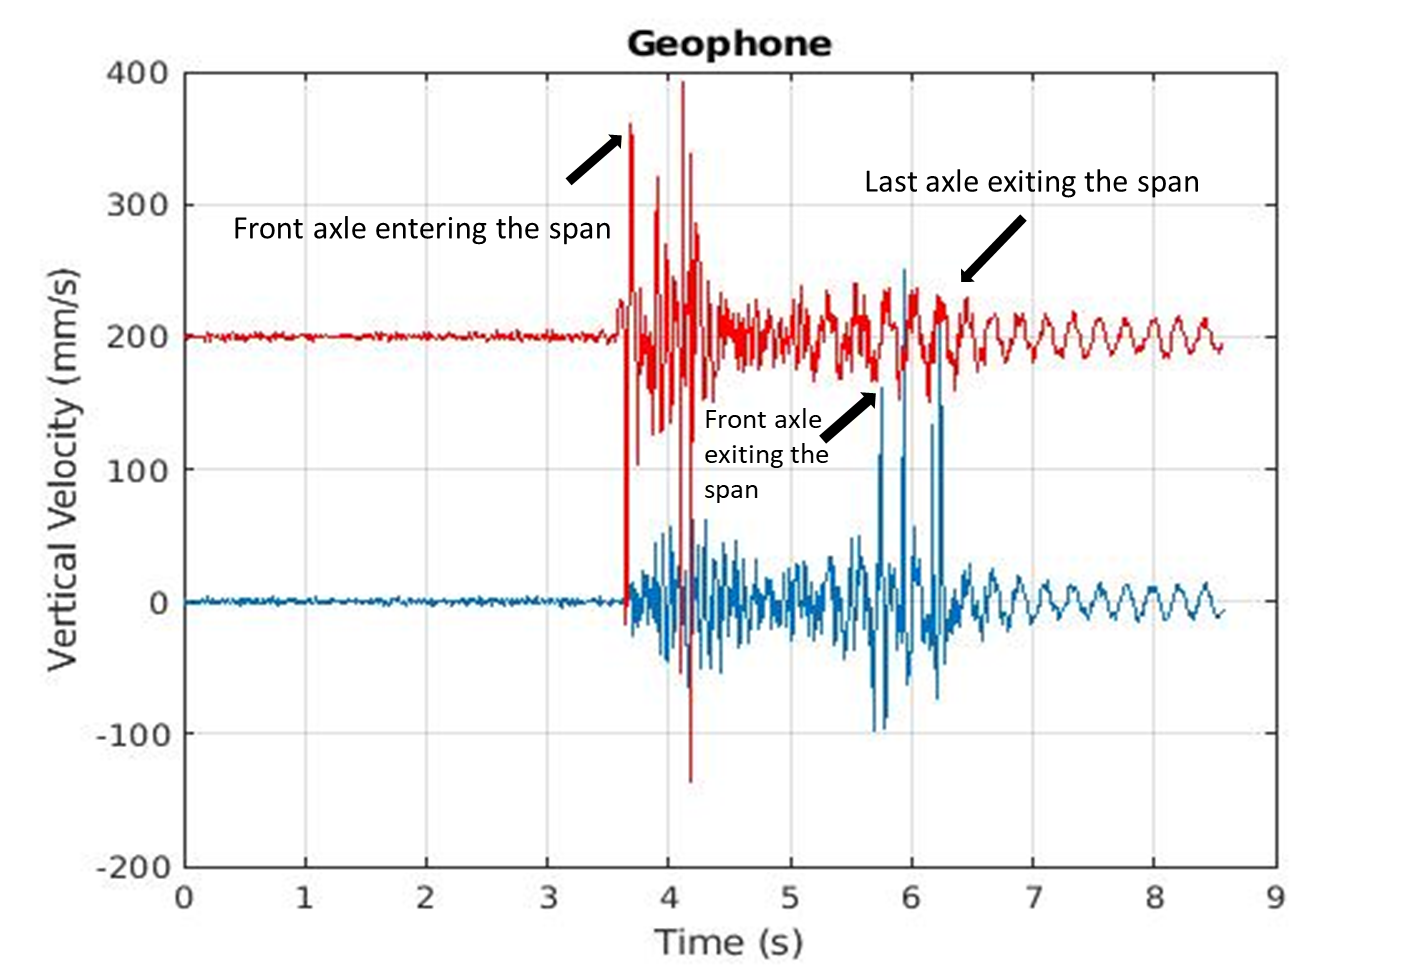 Geophone
400
300
200
100
0
-100
-200
Vertical Velocity (mm/s)
Front axle entering the span
Last axle exiting the span
Front axle
exiting the
span
0 1 2 3 4 5 6 7 8 9
Time (s)